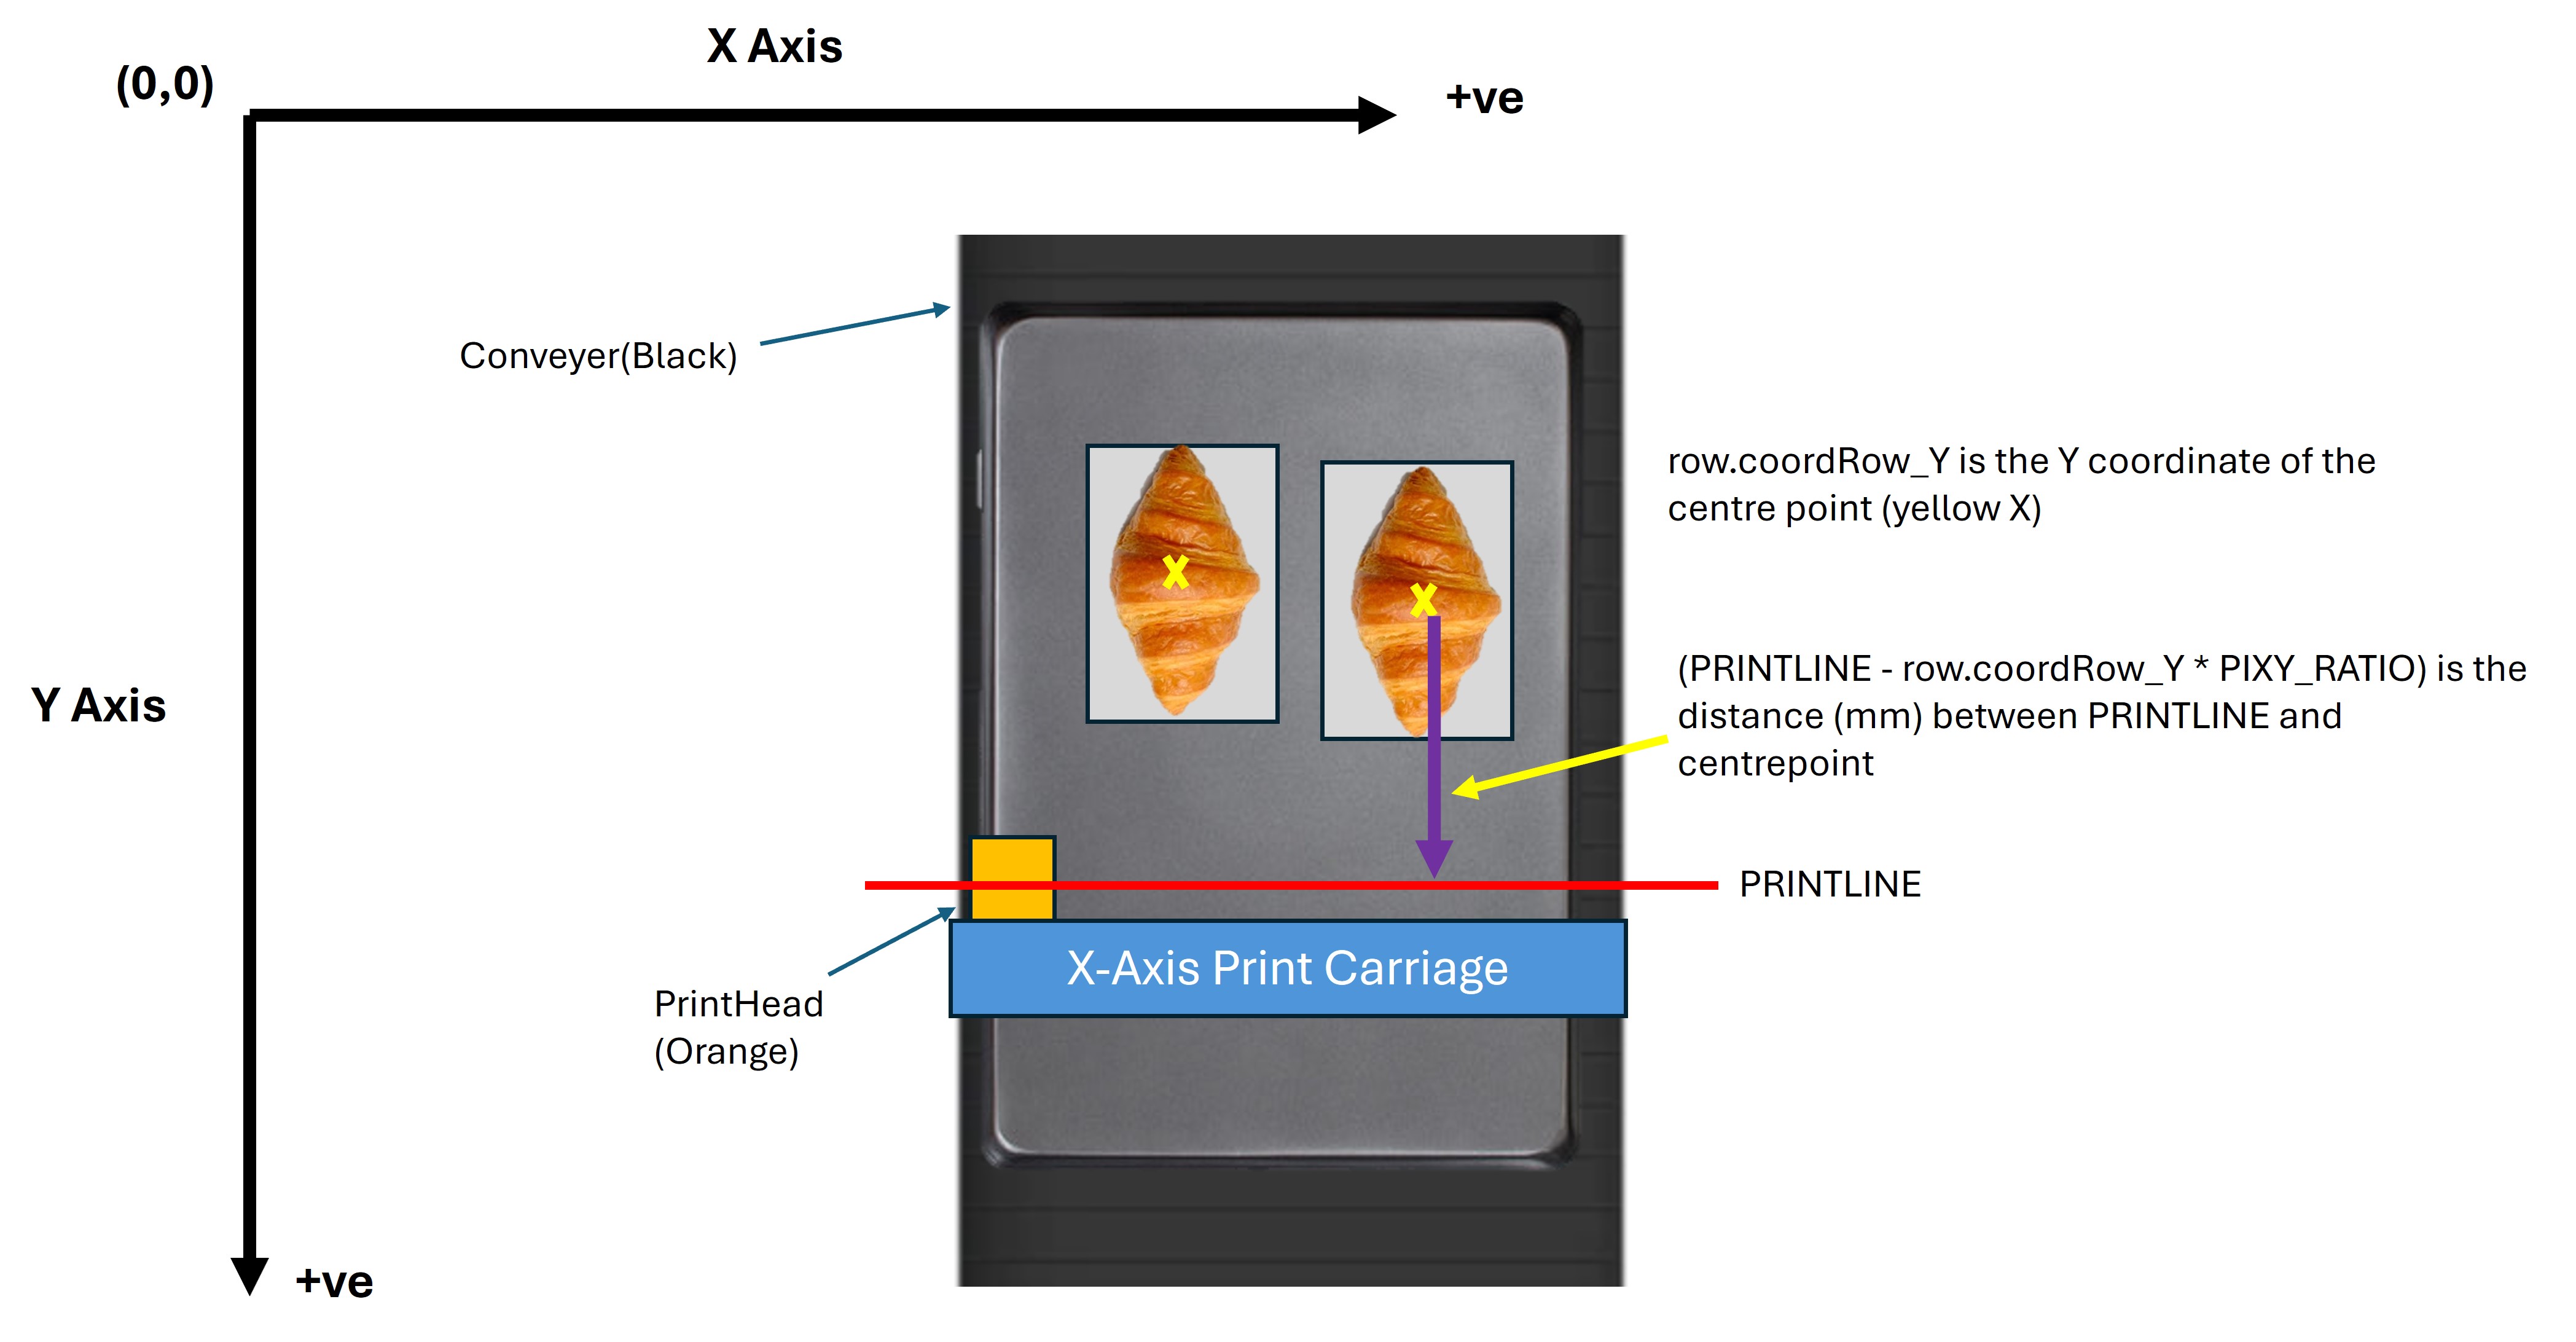 X Axis
(0,0)
+ve
Conveyer(Black)
row.coordRow_Y is the Y coordinate of the
centre point (yellow X)
(PRINTLINE - row.coordRow_Y * PIXY_RATIO) is the
distance (mm) between PRINTLINE and
centrepoint
Y Axis
PRINTLINE
X-Axis Print Carriage
PrintHead
(Orange)
+ve